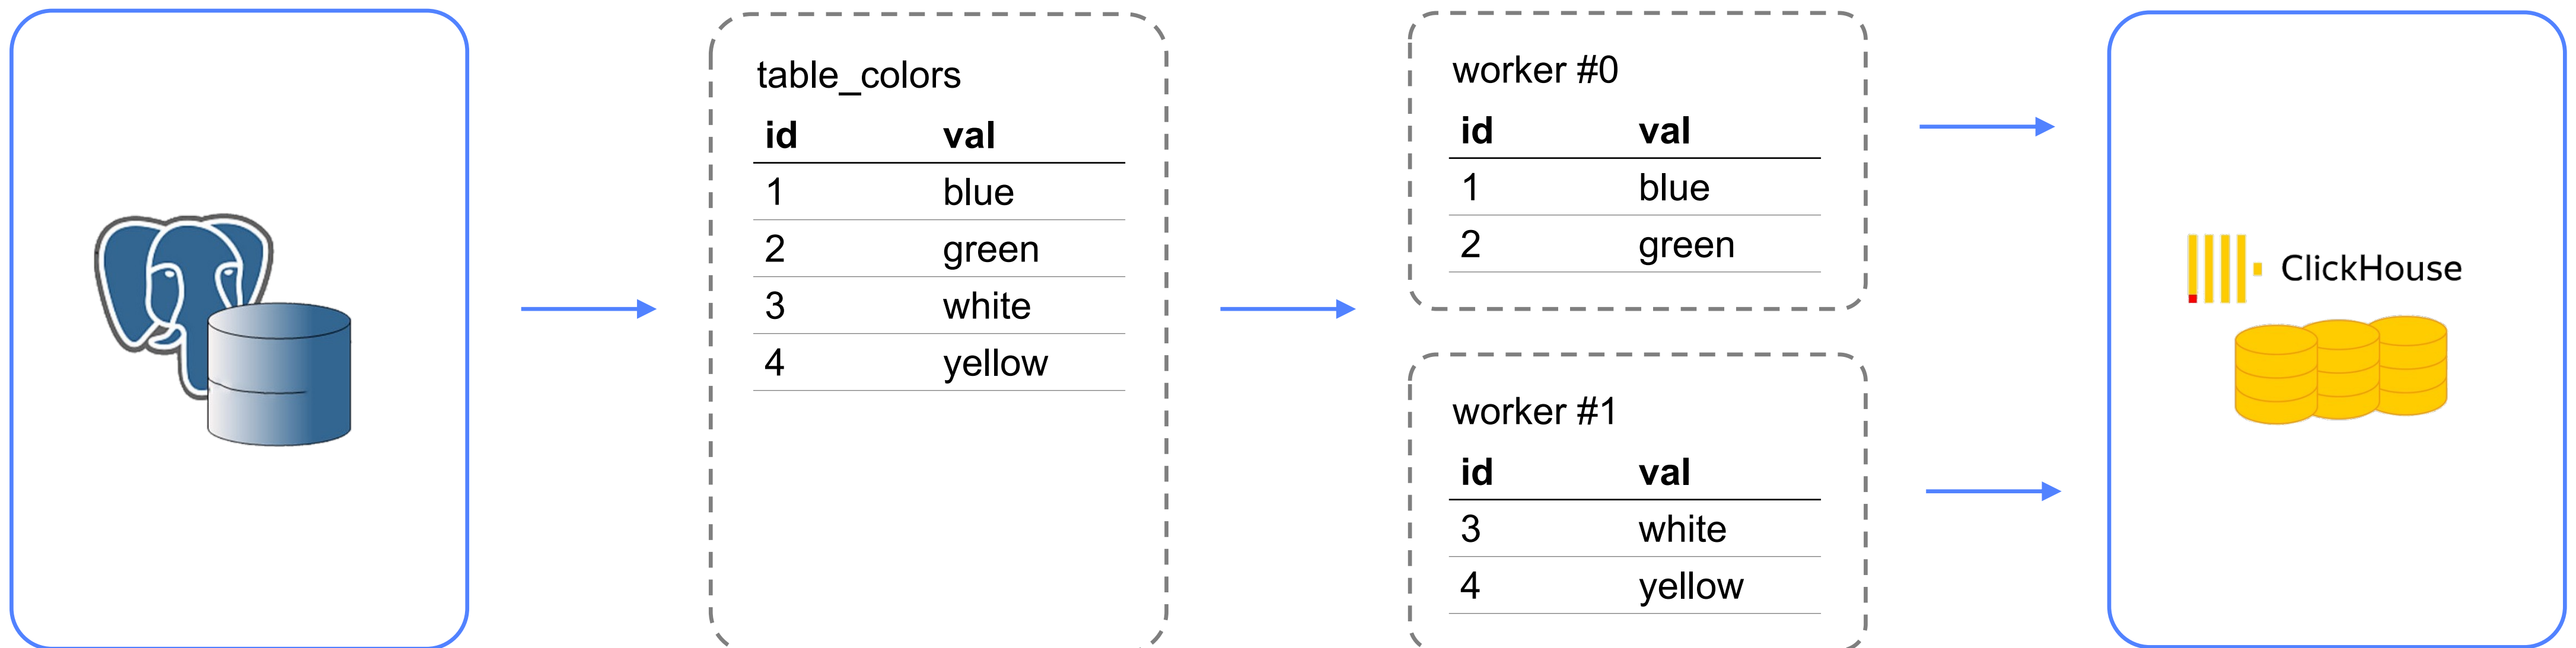 table_colors
id val
1 blue
2 green
3 white
4 yellow
worker #0
id val
1 blue
2 green
worker #1
id val
3 white
4 yellow
ClickHouse